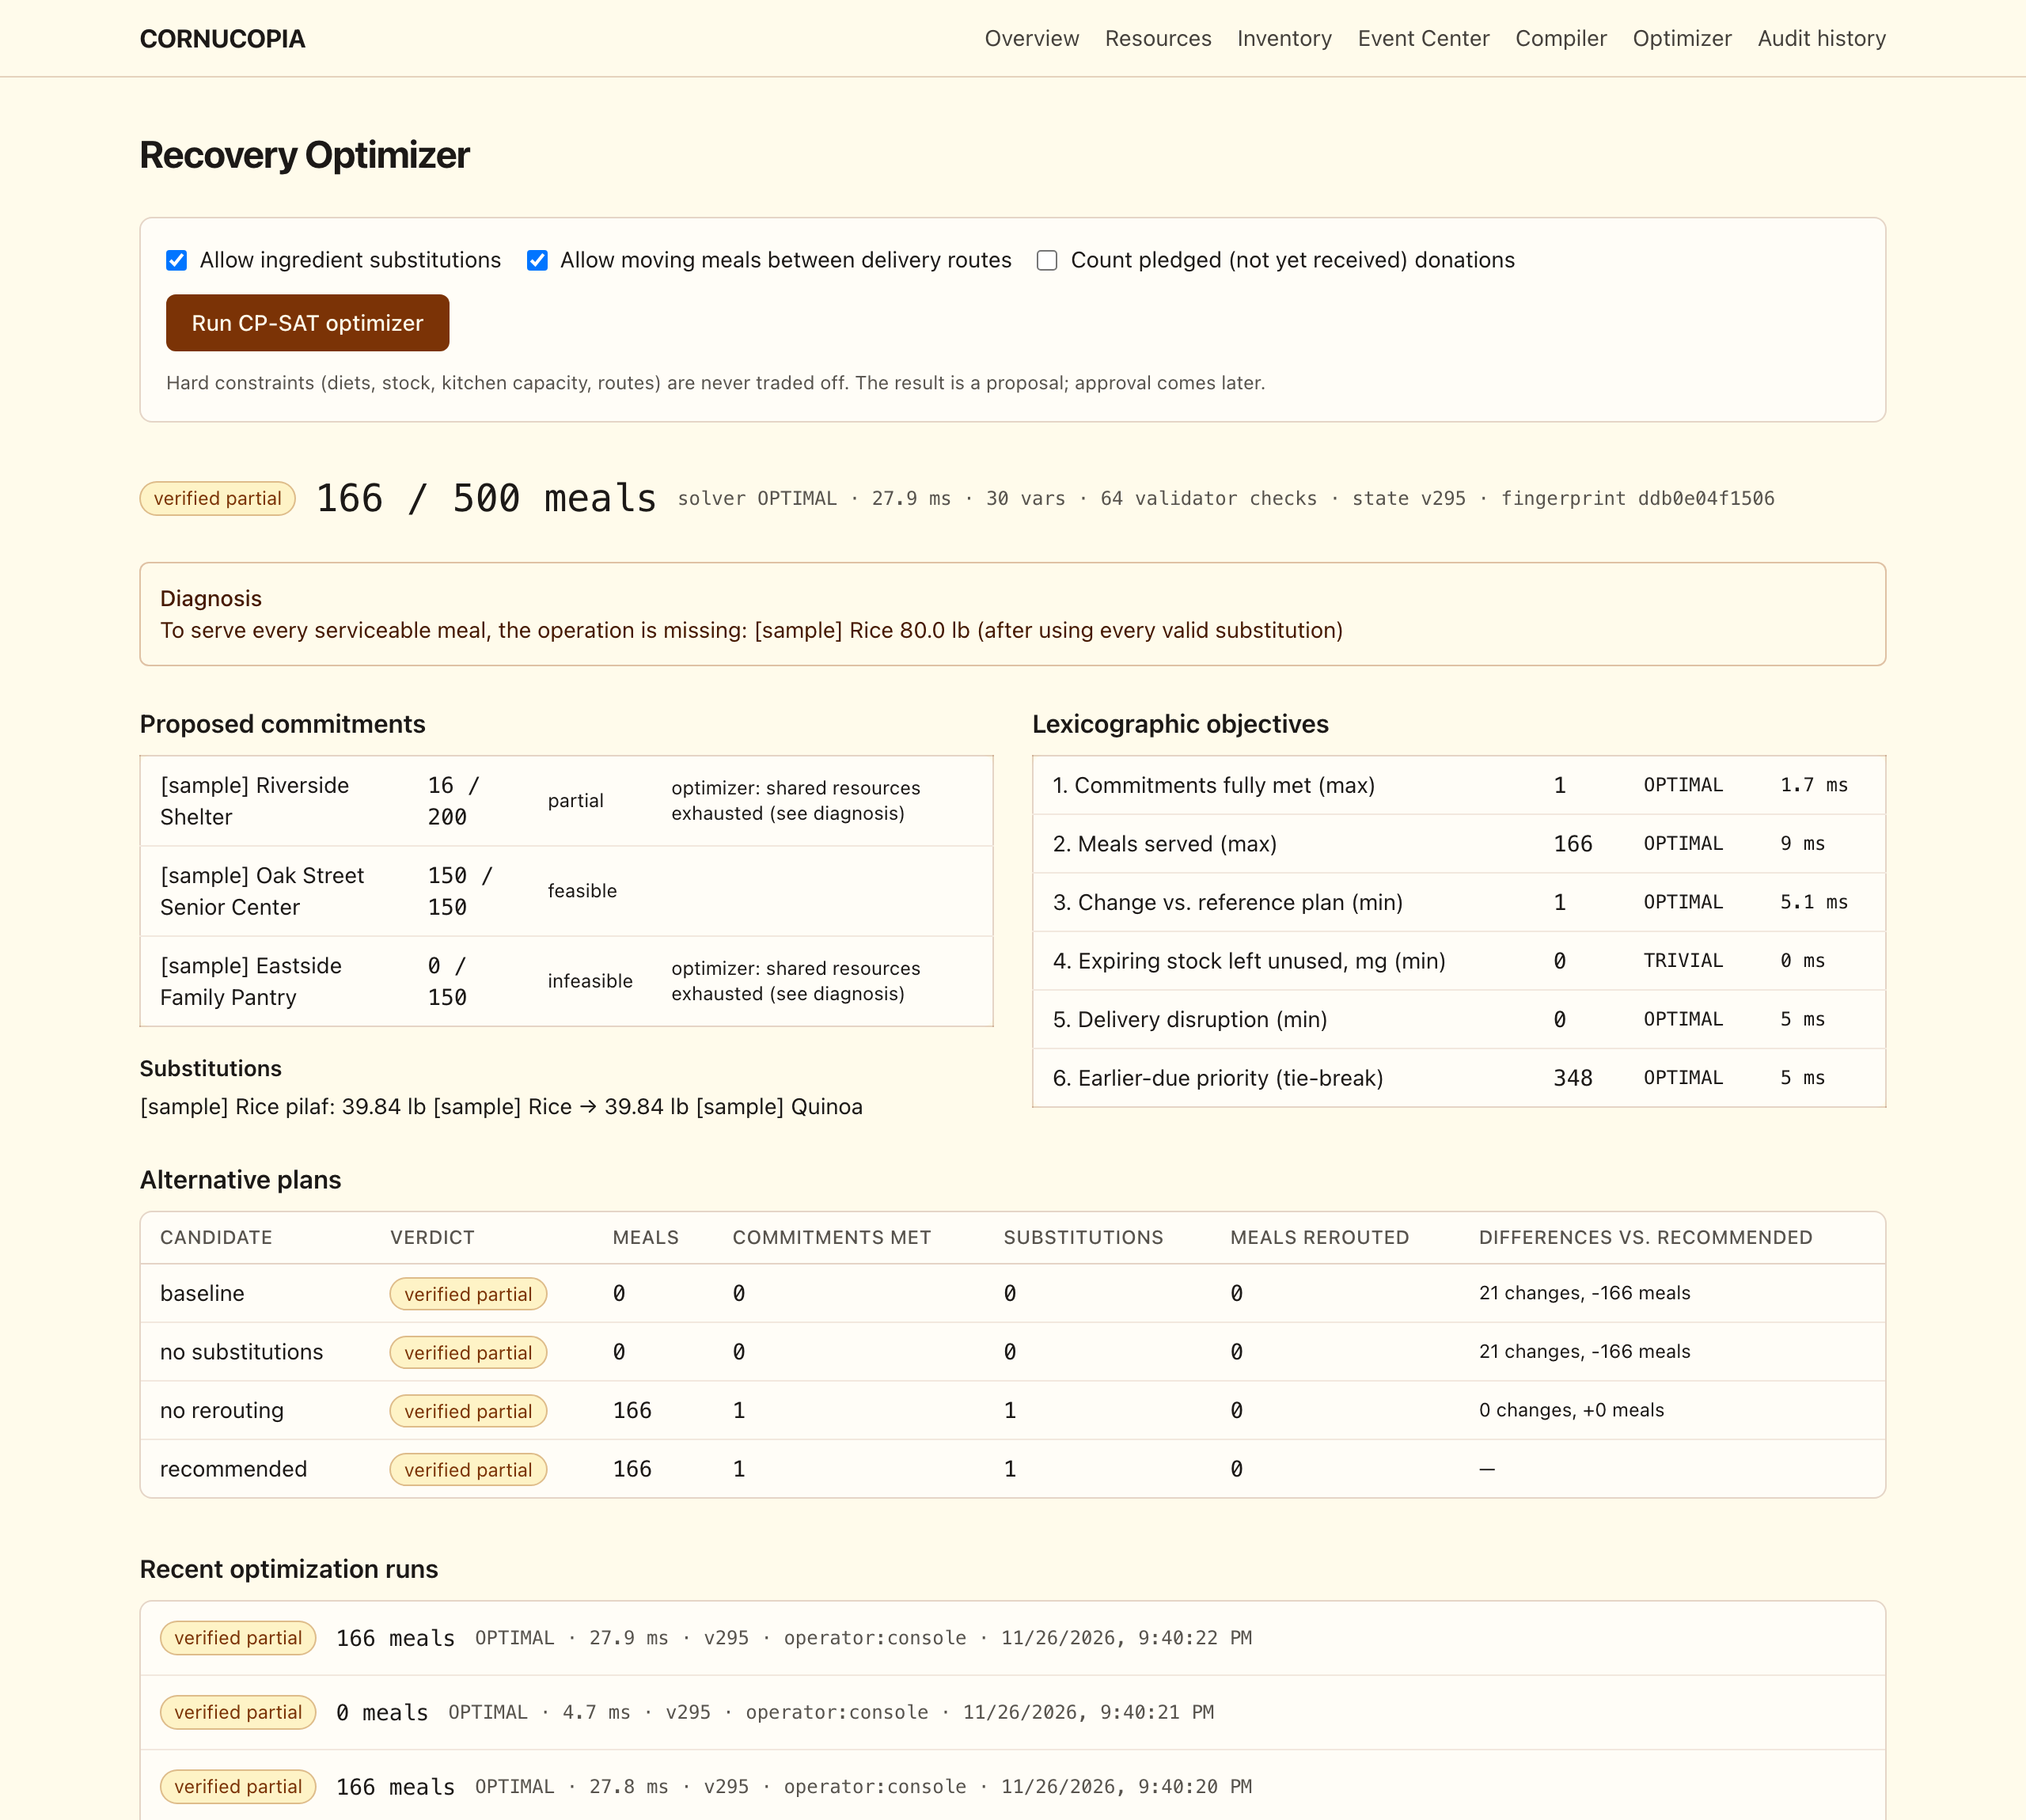 CORNUCOPIA
Overview Resources Inventory Event Center Compiler Optimizer Audit history
Recovery Optimizer
Allow ingredient substitutions Allow moving meals between delivery routes Count pledged (not yet received) donations
Run CP-SAT optimizer
Hard constraints (diets, stock, kitchen capacity, routes) are never traded off. The result is a proposal; approval comes later.
verified partial 166 / 500 meals solver OPTIMAL · 27.9 ms · 30 vars · 64 validator checks · state v295 · fingerprint ddb0e04f1506
Diagnosis
To serve every serviceable meal, the operation is missing: [sample] Rice 80.0 lb (after using every valid substitution)
Proposed commitments
[sample] Riverside Shelter 16 / 200 partial optimizer: shared resources exhausted (see diagnosis)
[sample] Oak Street Senior Center 150 / 150 feasible
[sample] Eastside Family Pantry 0 / 150 infeasible optimizer: shared resources exhausted (see diagnosis)
Substitutions
[sample] Rice pilaf: 39.84 lb [sample] Rice → 39.84 lb [sample] Quinoa
Lexicographic objectives
1. Commitments fully met (max) 1 OPTIMAL 1.7 ms
2. Meals served (max) 166 OPTIMAL 9 ms
3. Change vs. reference plan (min) 1 OPTIMAL 5.1 ms
4. Expiring stock left unused, mg (min) 0 TRIVIAL 0 ms
5. Delivery disruption (min) 0 OPTIMAL 5 ms
6. Earlier-due priority (tie-break) 348 OPTIMAL 5 ms
Alternative plans
CANDIDATE VERDICT MEALS COMMITMENTS MET SUBSTITUTIONS MEALS REROUTED DIFFERENCES VS. RECOMMENDED
baseline verified partial 0 0 0 0 21 changes, -166 meals
no substitutions verified partial 0 0 0 0 21 changes, -166 meals
no rerouting verified partial 166 1 1 0 0 changes, +0 meals
recommended verified partial 166 1 1 0 —
Recent optimization runs
verified partial 166 meals OPTIMAL · 27.9 ms · v295 · operator:console · 11/26/2026, 9:40:22 PM
verified partial 0 meals OPTIMAL · 4.7 ms · v295 · operator:console · 11/26/2026, 9:40:21 PM
verified partial 166 meals OPTIMAL · 27.8 ms · v295 · operator:console · 11/26/2026, 9:40:20 PM